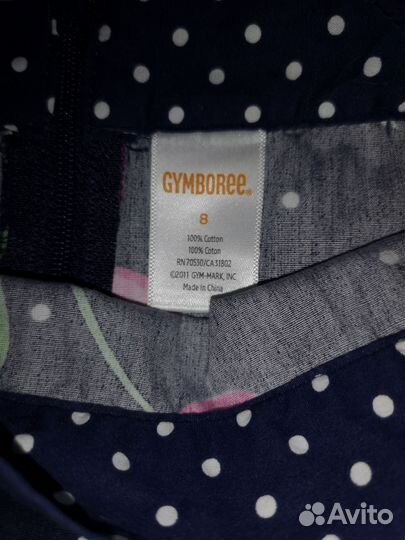 GYMBOREE®
8
100% Cotton
100% Coton
RN70530/CA31802
©2011 GYM-MARK, INC
Made in China
Avito